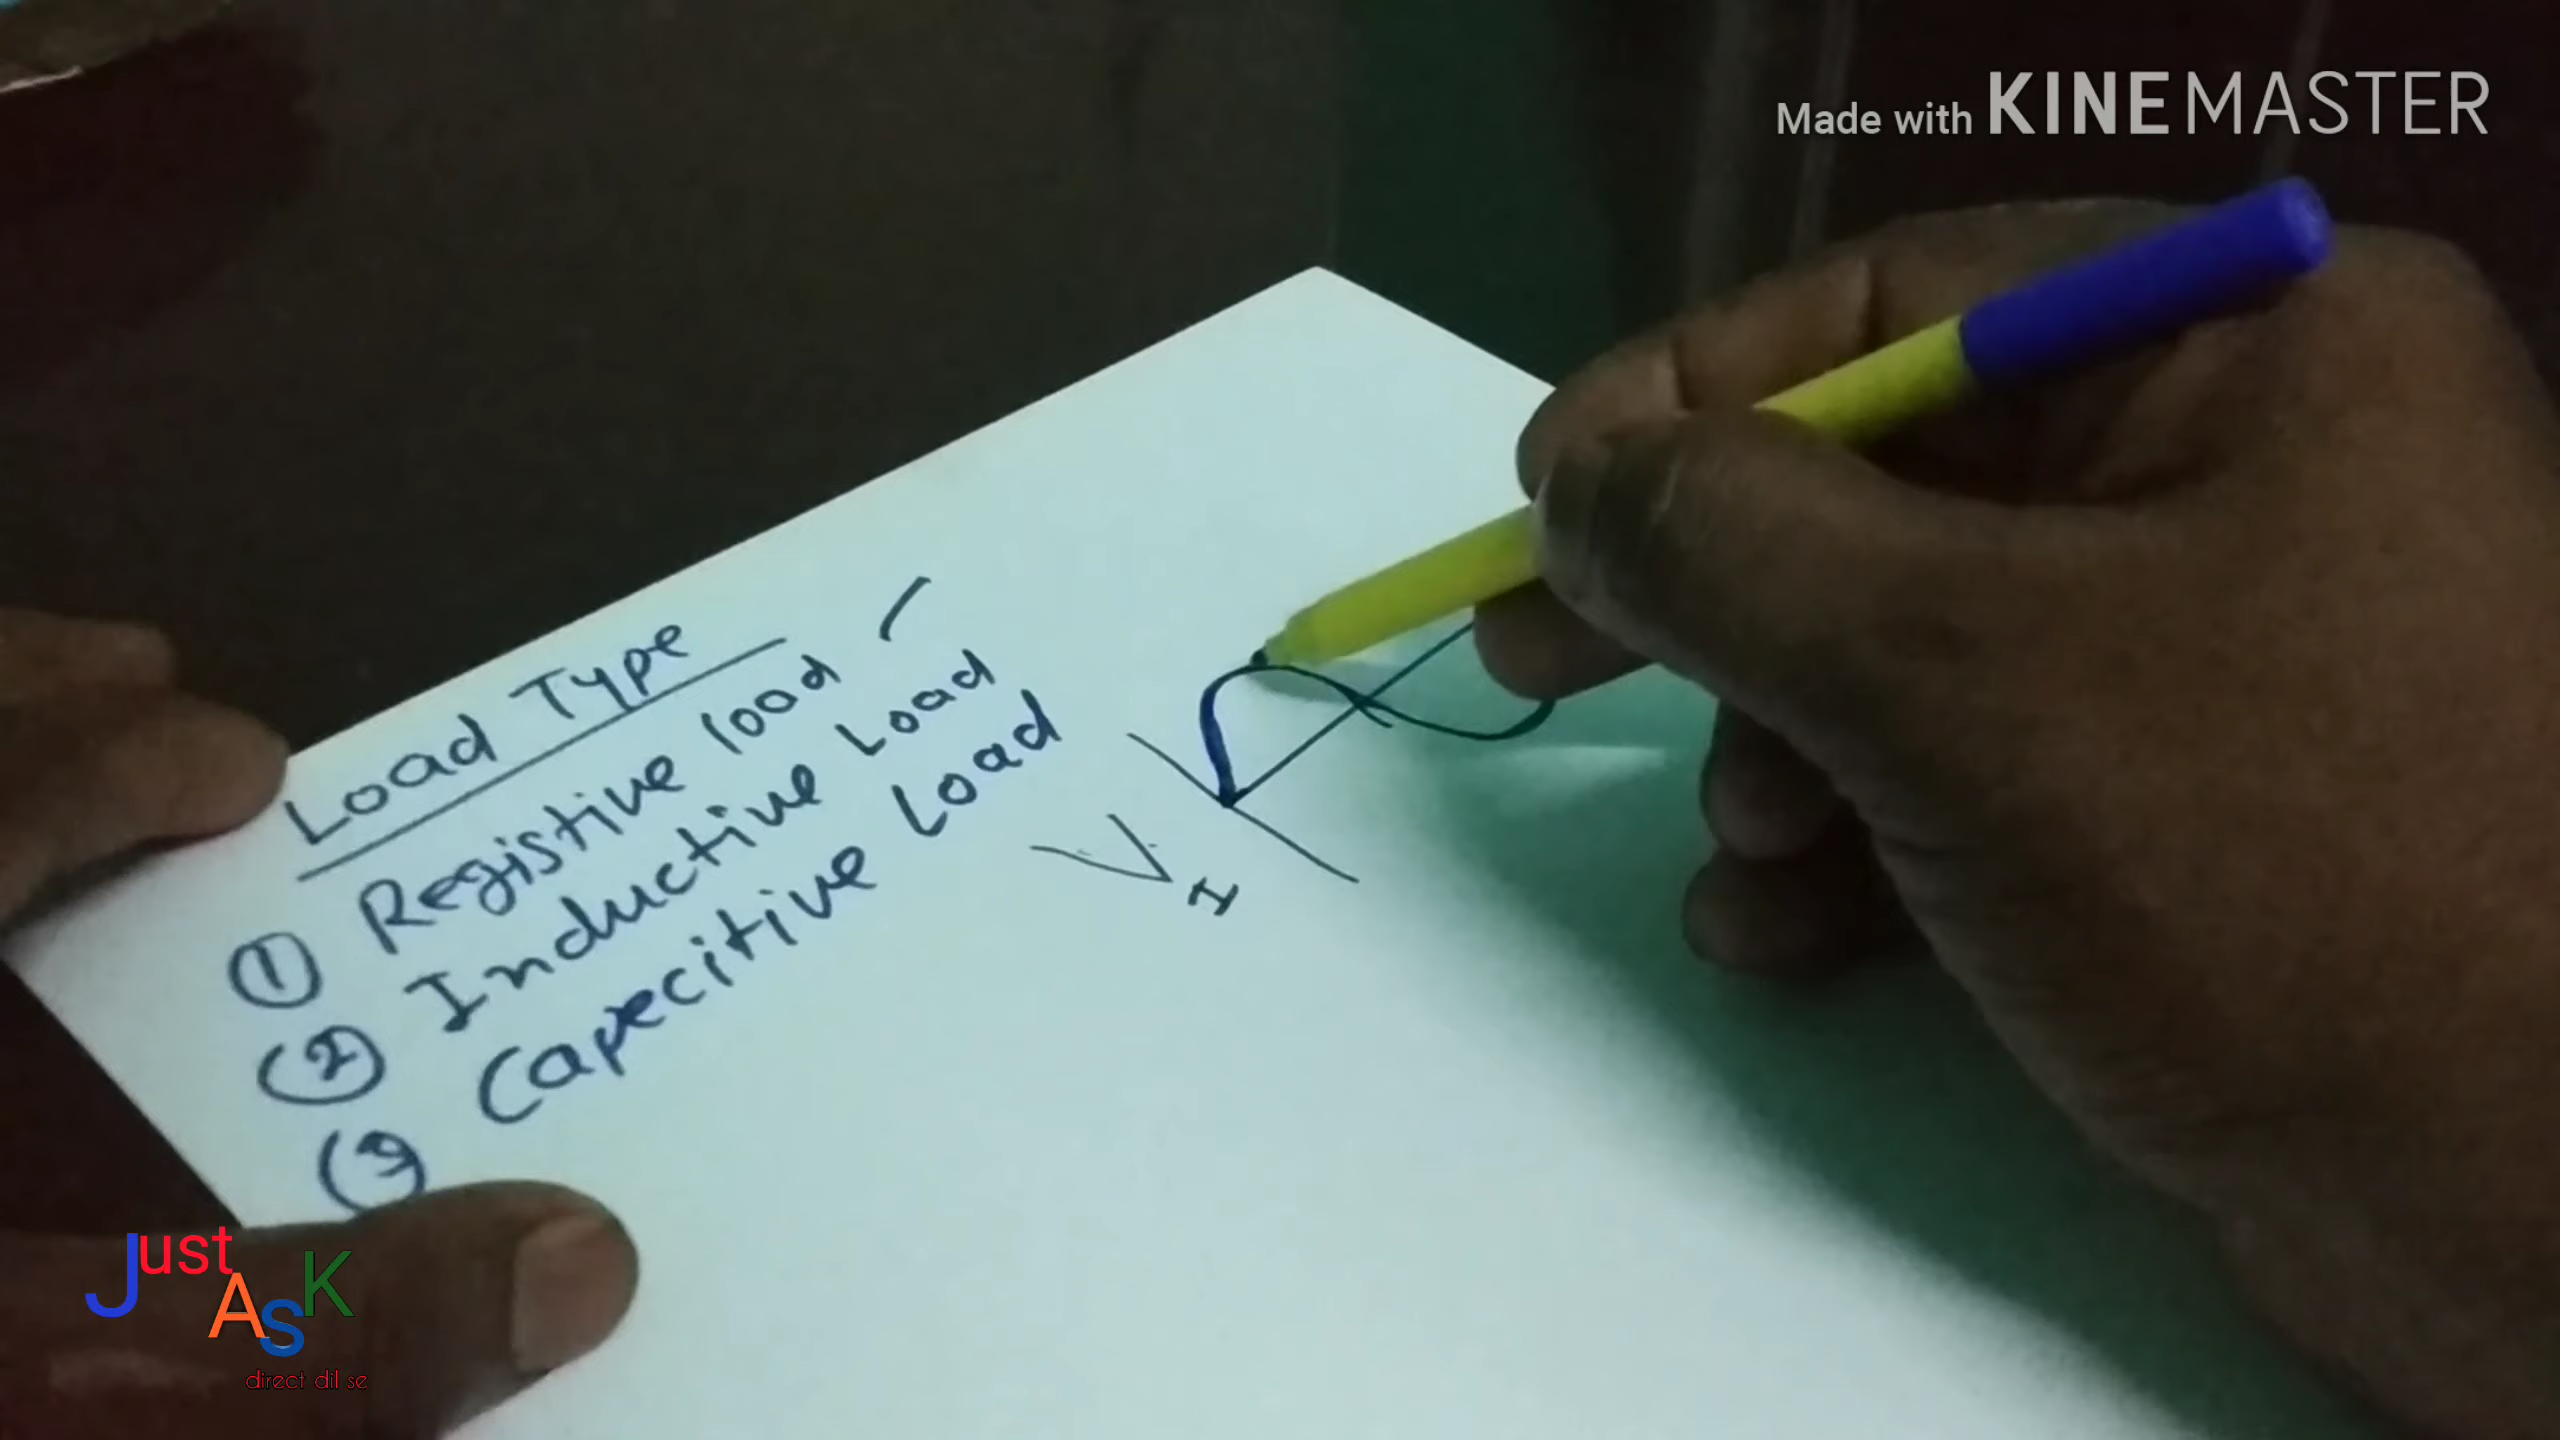 Made with KINEMASTER
Load Type
① Registive load
② Inductive Load
③ Capecitive Load
V
I
Just
Ask
direct dil se